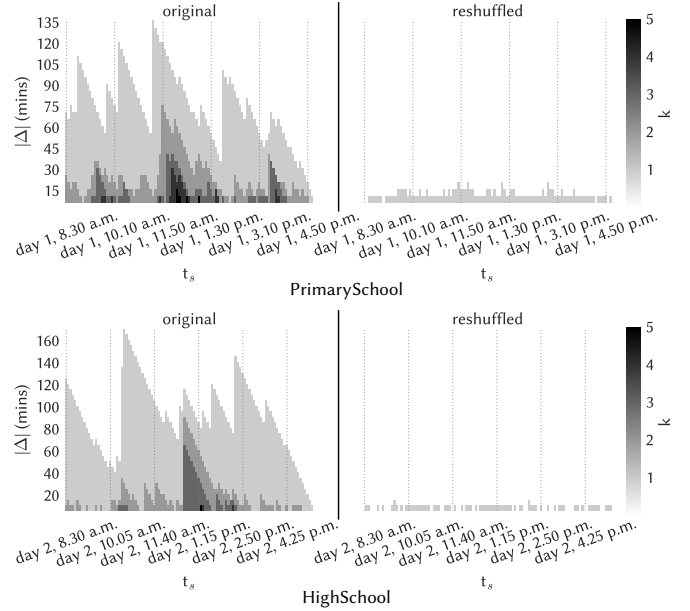 original reshuffled
135
120
105
90
75
60
45
30
15
|Δ| (mins)
5
4
3
2
1
k
day 1, 8.30 a.m. day 1, 10.10 a.m. day 1, 11.50 a.m. day 1, 1.30 p.m. day 1, 3.10 p.m. day 1, 4.50 p.m.
day 1, 8.30 a.m. day 1, 10.10 a.m. day 1, 11.50 a.m. day 1, 1.30 p.m. day 1, 3.10 p.m. day 1, 4.50 p.m.
ts ts
PrimarySchool
original reshuffled
160
140
120
100
80
60
40
20
|Δ| (mins)
5
4
3
2
1
k
day 2, 8.30 a.m. day 2, 10.05 a.m. day 2, 11.40 a.m. day 2, 1.15 p.m. day 2, 2.50 p.m. day 2, 4.25 p.m.
day 2, 8.30 a.m. day 2, 10.05 a.m. day 2, 11.40 a.m. day 2, 1.15 p.m. day 2, 2.50 p.m. day 2, 4.25 p.m.
ts ts
HighSchool